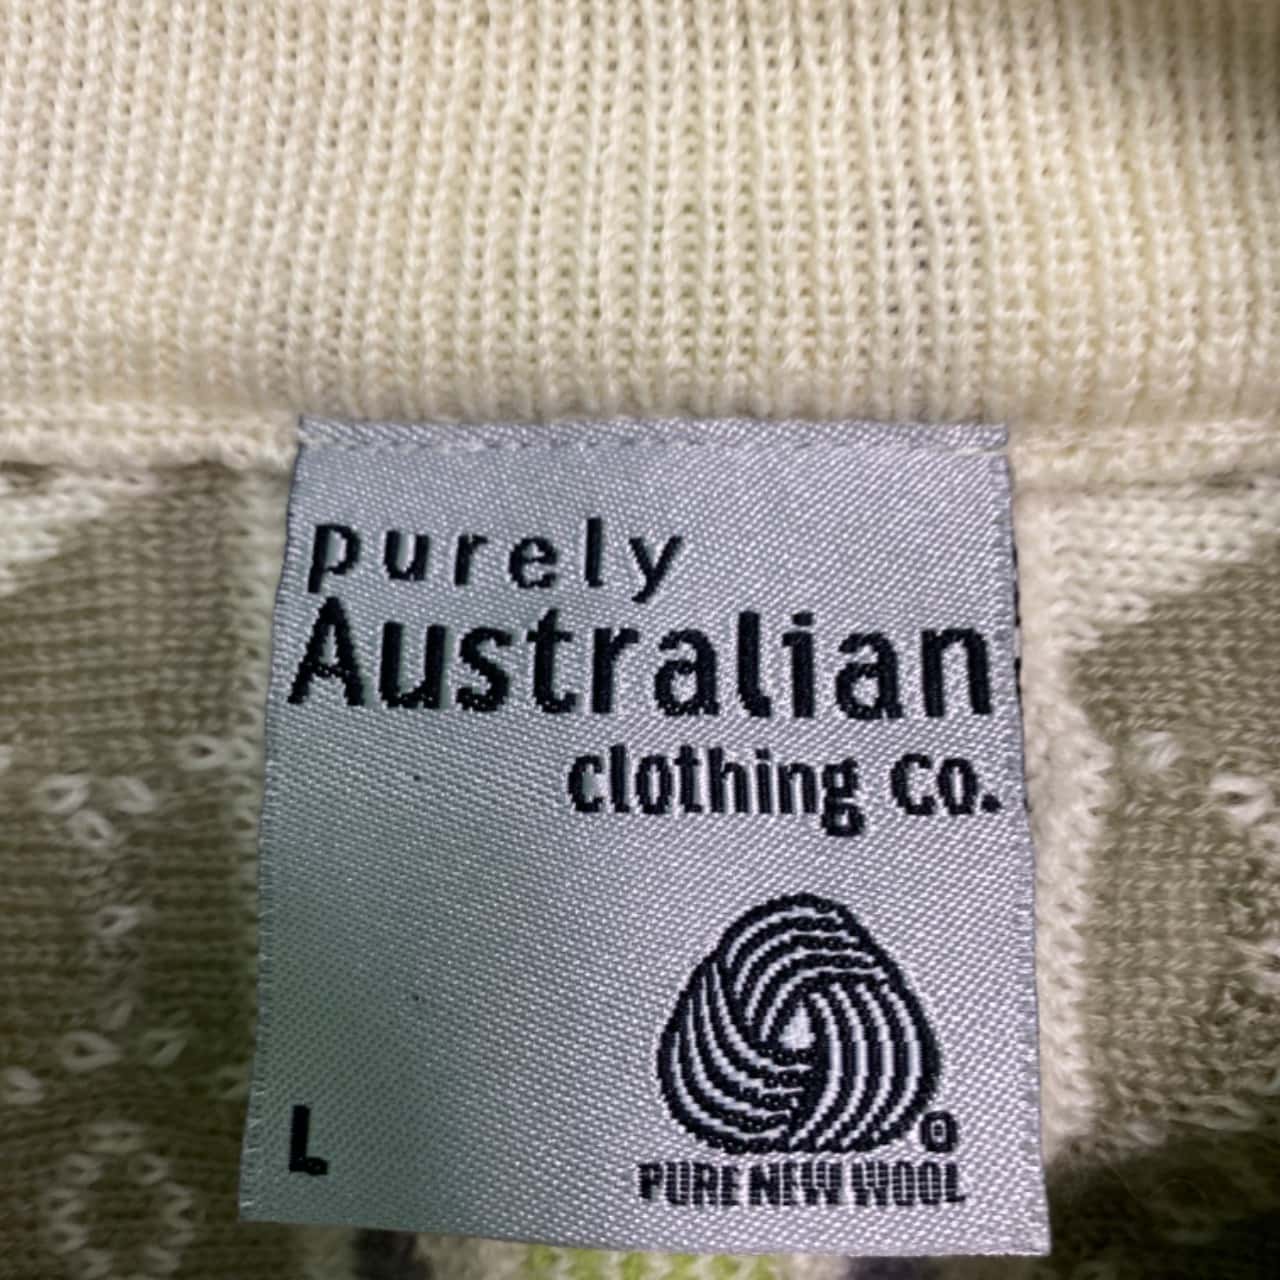 purely
Australian
clothing co.
L
PURE NEW WOOL